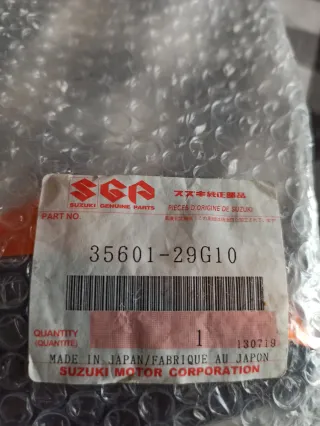 SGP スズキ純正部品
SUZUKI GENUINE PARTS PIECES D'ORIGINE DE SUZUKI
PART NO.
35601-29G10
QUANTITY
(QUANTITÉ) 1 130719
MADE IN JAPAN/FABRIQUE AU JAPON
SUZUKI MOTOR CORPORATION